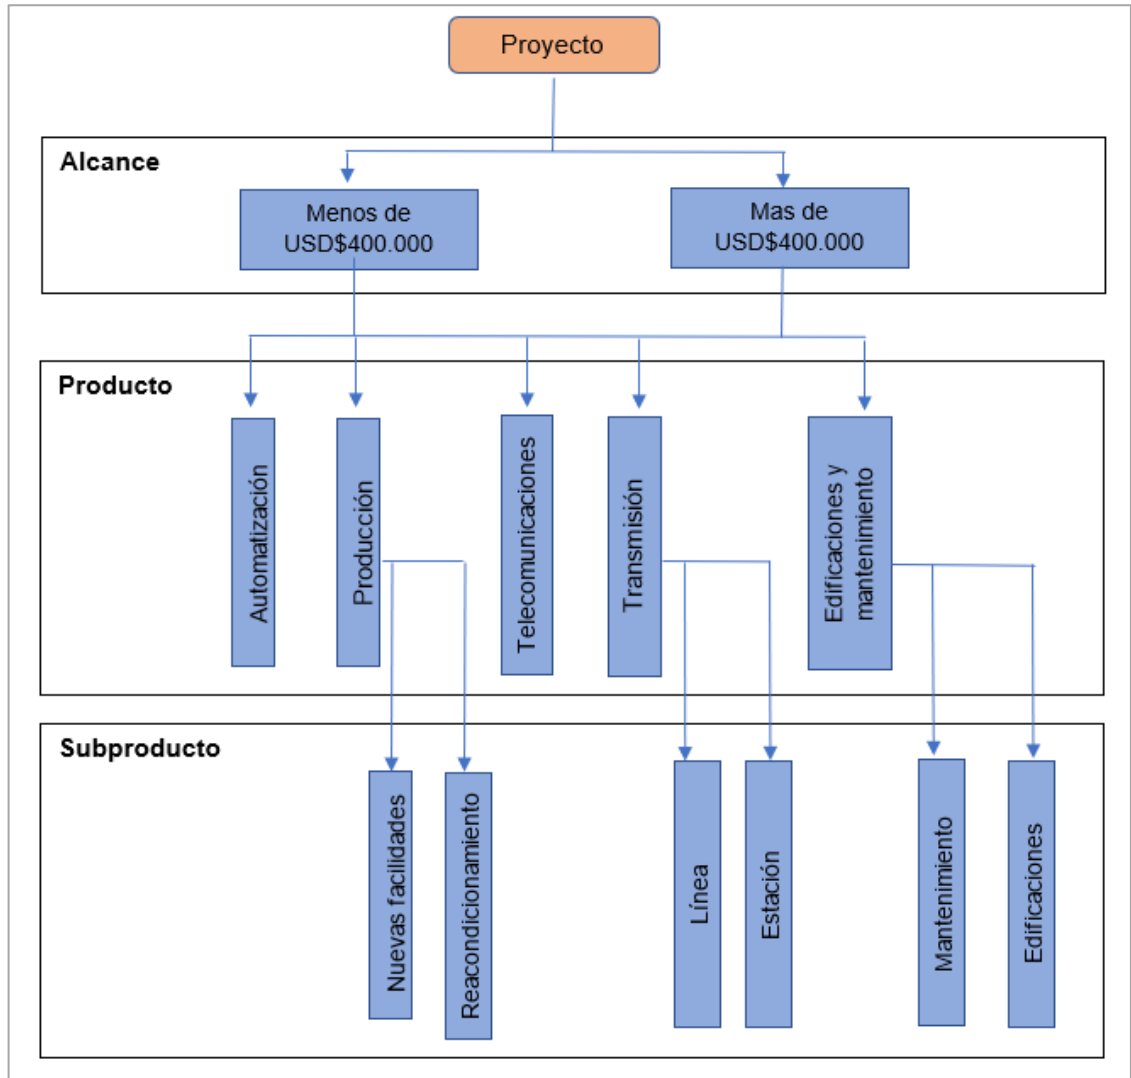 Proyecto
Alcance
Menos de
USD$400.000
Mas de
USD$400.000
Producto
Automatización
Producción
Telecomunicaciones
Transmisión
Edificaciones y
mantenimiento
Subproducto
Nuevas facilidades
Reacondicionamiento
Línea
Estación
Mantenimiento
Edificaciones